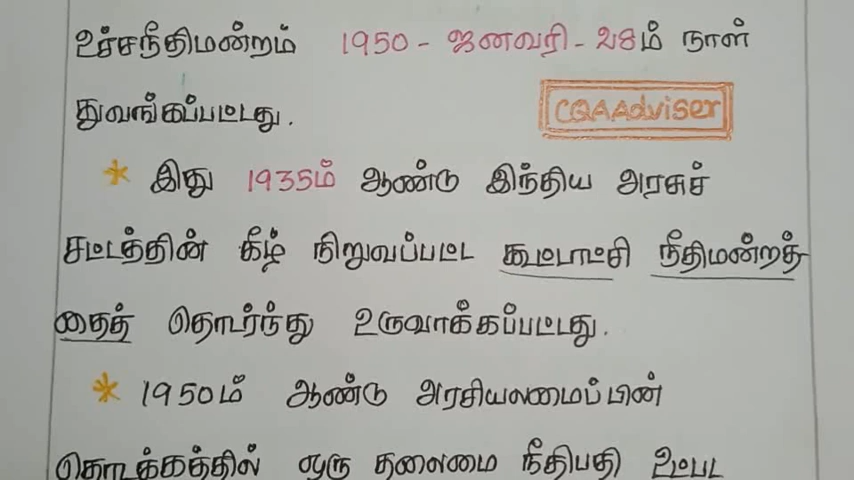 உச்சநீதிமன்றம் 1950 - ஜனவரி - 28ம் நாள்
துவங்கப்பட்டது.
CQAAdviser
* இது 1935ம் ஆண்டு இந்திய அரசுச்
சட்டத்தின் கீழ் நிறுவப்பட்ட கூட்டாட்சி நீதிமன்றத்
தைத் தொடர்ந்து உருவாக்கப்பட்டது.
* 1950ம் ஆண்டு அரசியலமைப்பின்
தொடக்கத்தில் ஒரு தலைமை நீதிபதி உட்பட